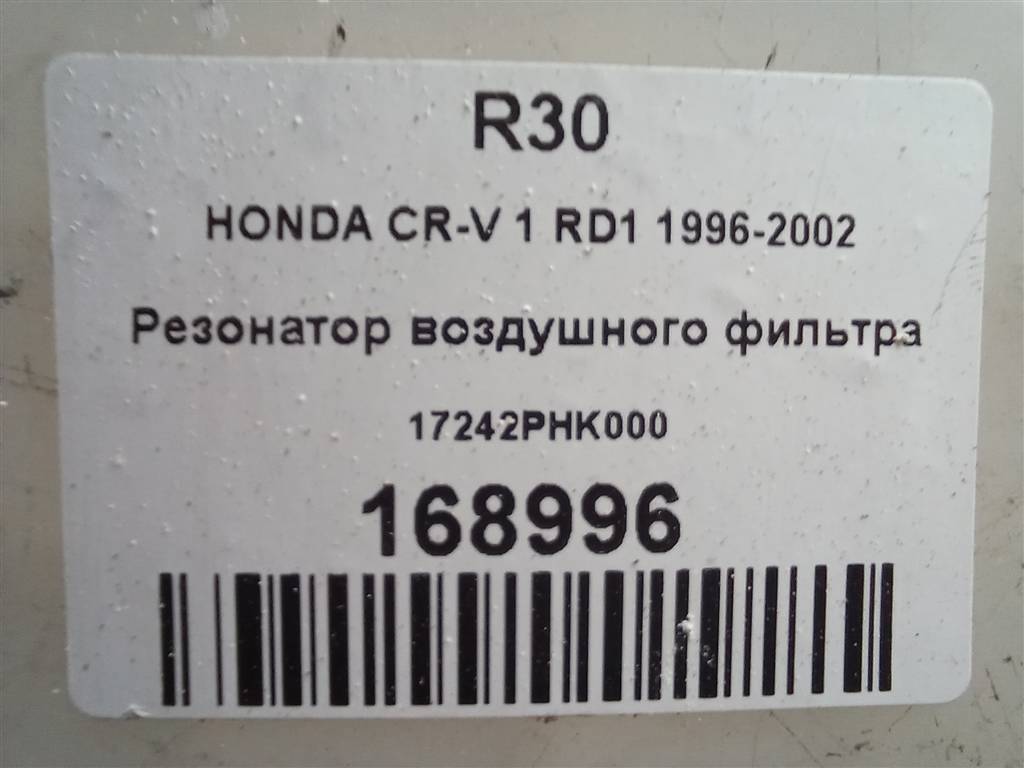 R30
HONDA CR-V 1 RD1 1996-2002
Резонатор воздушного фильтра
17242PHK000
168996